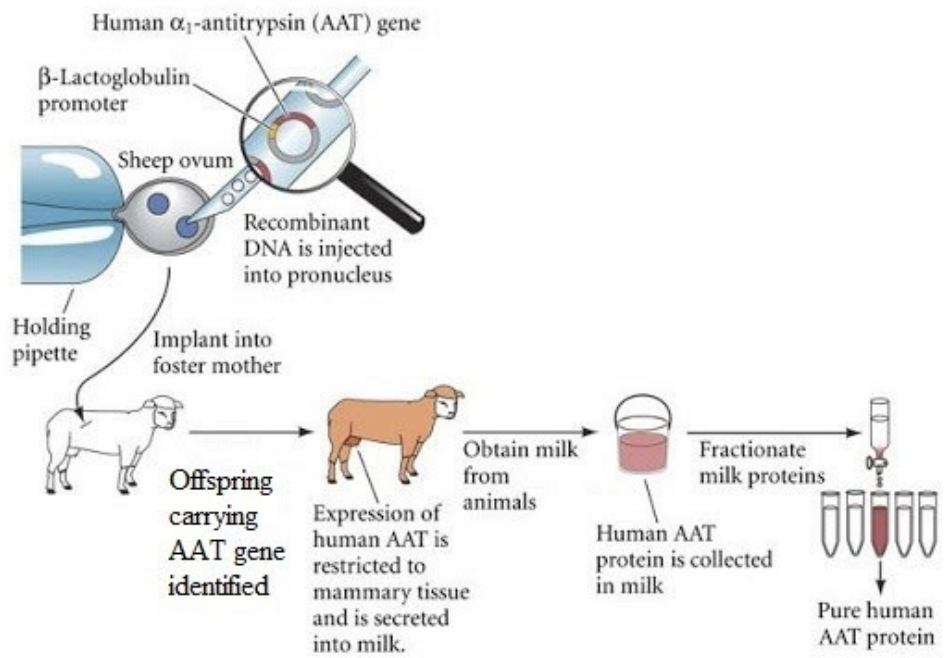 Human α₁-antitrypsin (AAT) gene
β-Lactoglobulin
promoter
Sheep ovum
Recombinant
DNA is injected
into pronucleus
Holding
pipette
Implant into
foster mother
Offspring
carrying
AAT gene
identified
Expression of
human AAT is
restricted to
mammary tissue
and is secreted
into milk.
Obtain milk
from
animals
Human AAT
protein is collected
in milk
Fractionate
milk proteins
Pure human
AAT protein